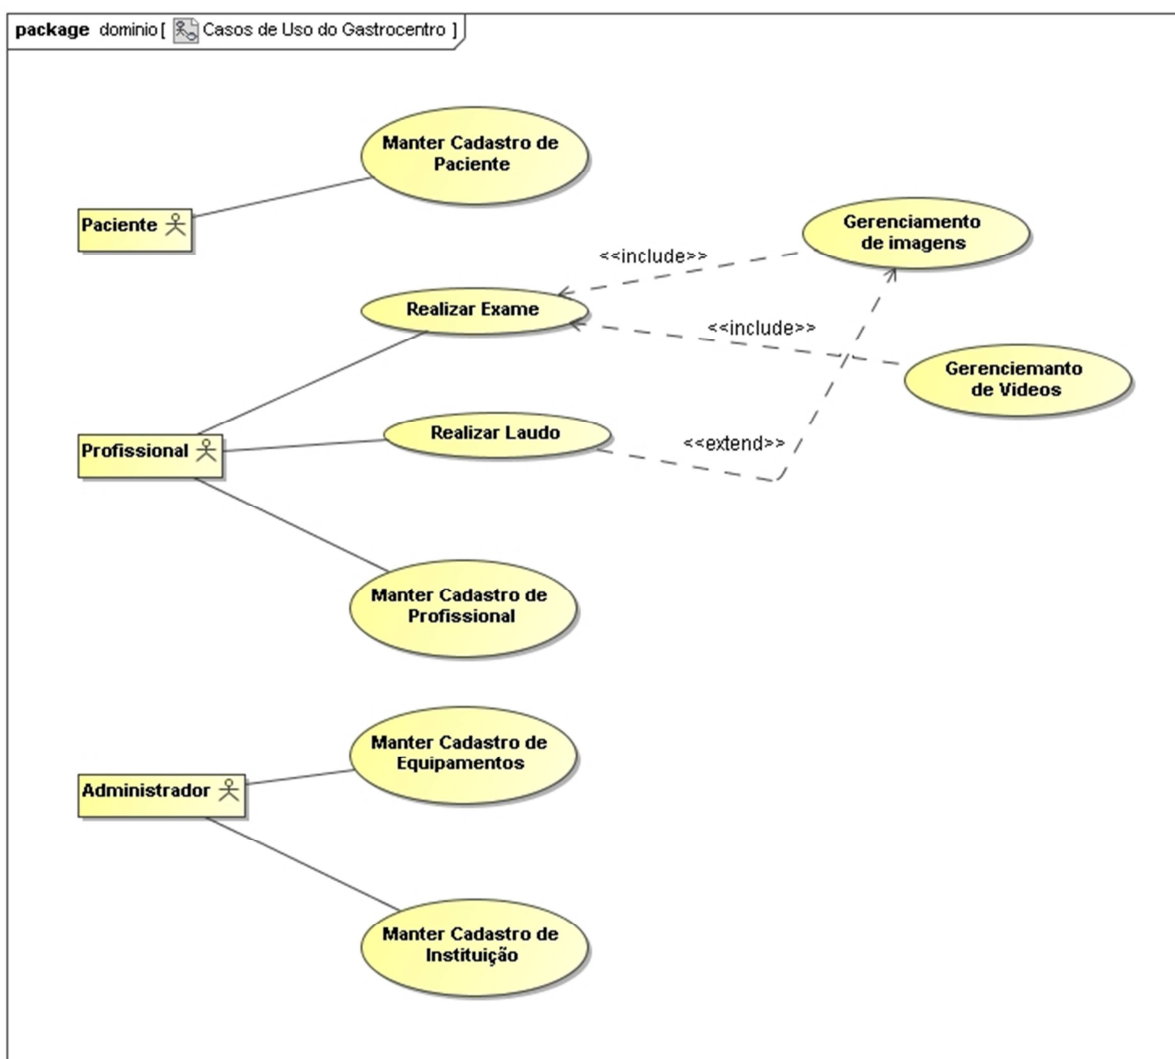 package dominio [ Casos de Uso do Gastrocentro ]
Manter Cadastro de
Paciente
Paciente
Gerenciamento
de imagens
<<include>>
Realizar Exame
<<include>>
Gerenciemanto
de Videos
Realizar Laudo
<<extend>>
Profissional
Manter Cadastro de
Profissional
Manter Cadastro de
Equipamentos
Administrador
Manter Cadastro de
Instituição